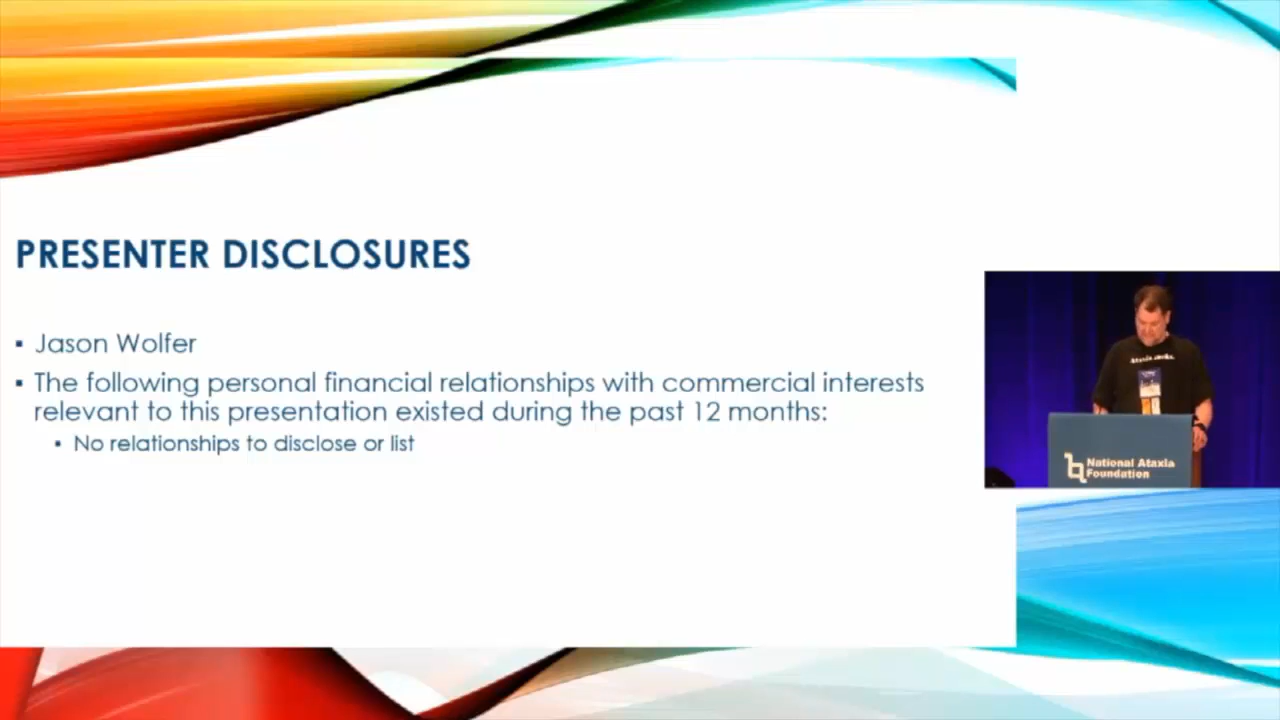 PRESENTER DISCLOSURES
Jason Wolfer
The following personal financial relationships with commercial interests
relevant to this presentation existed during the past 12 months:
No relationships to disclose or list
National Ataxia
Foundation